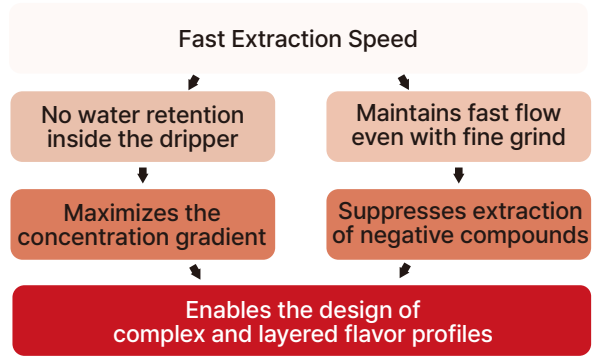 Fast Extraction Speed
No water retention
inside the dripper
Maintains fast flow
even with fine grind
Maximizes the
concentration gradient
Suppresses extraction
of negative compounds
Enables the design of
complex and layered flavor profiles